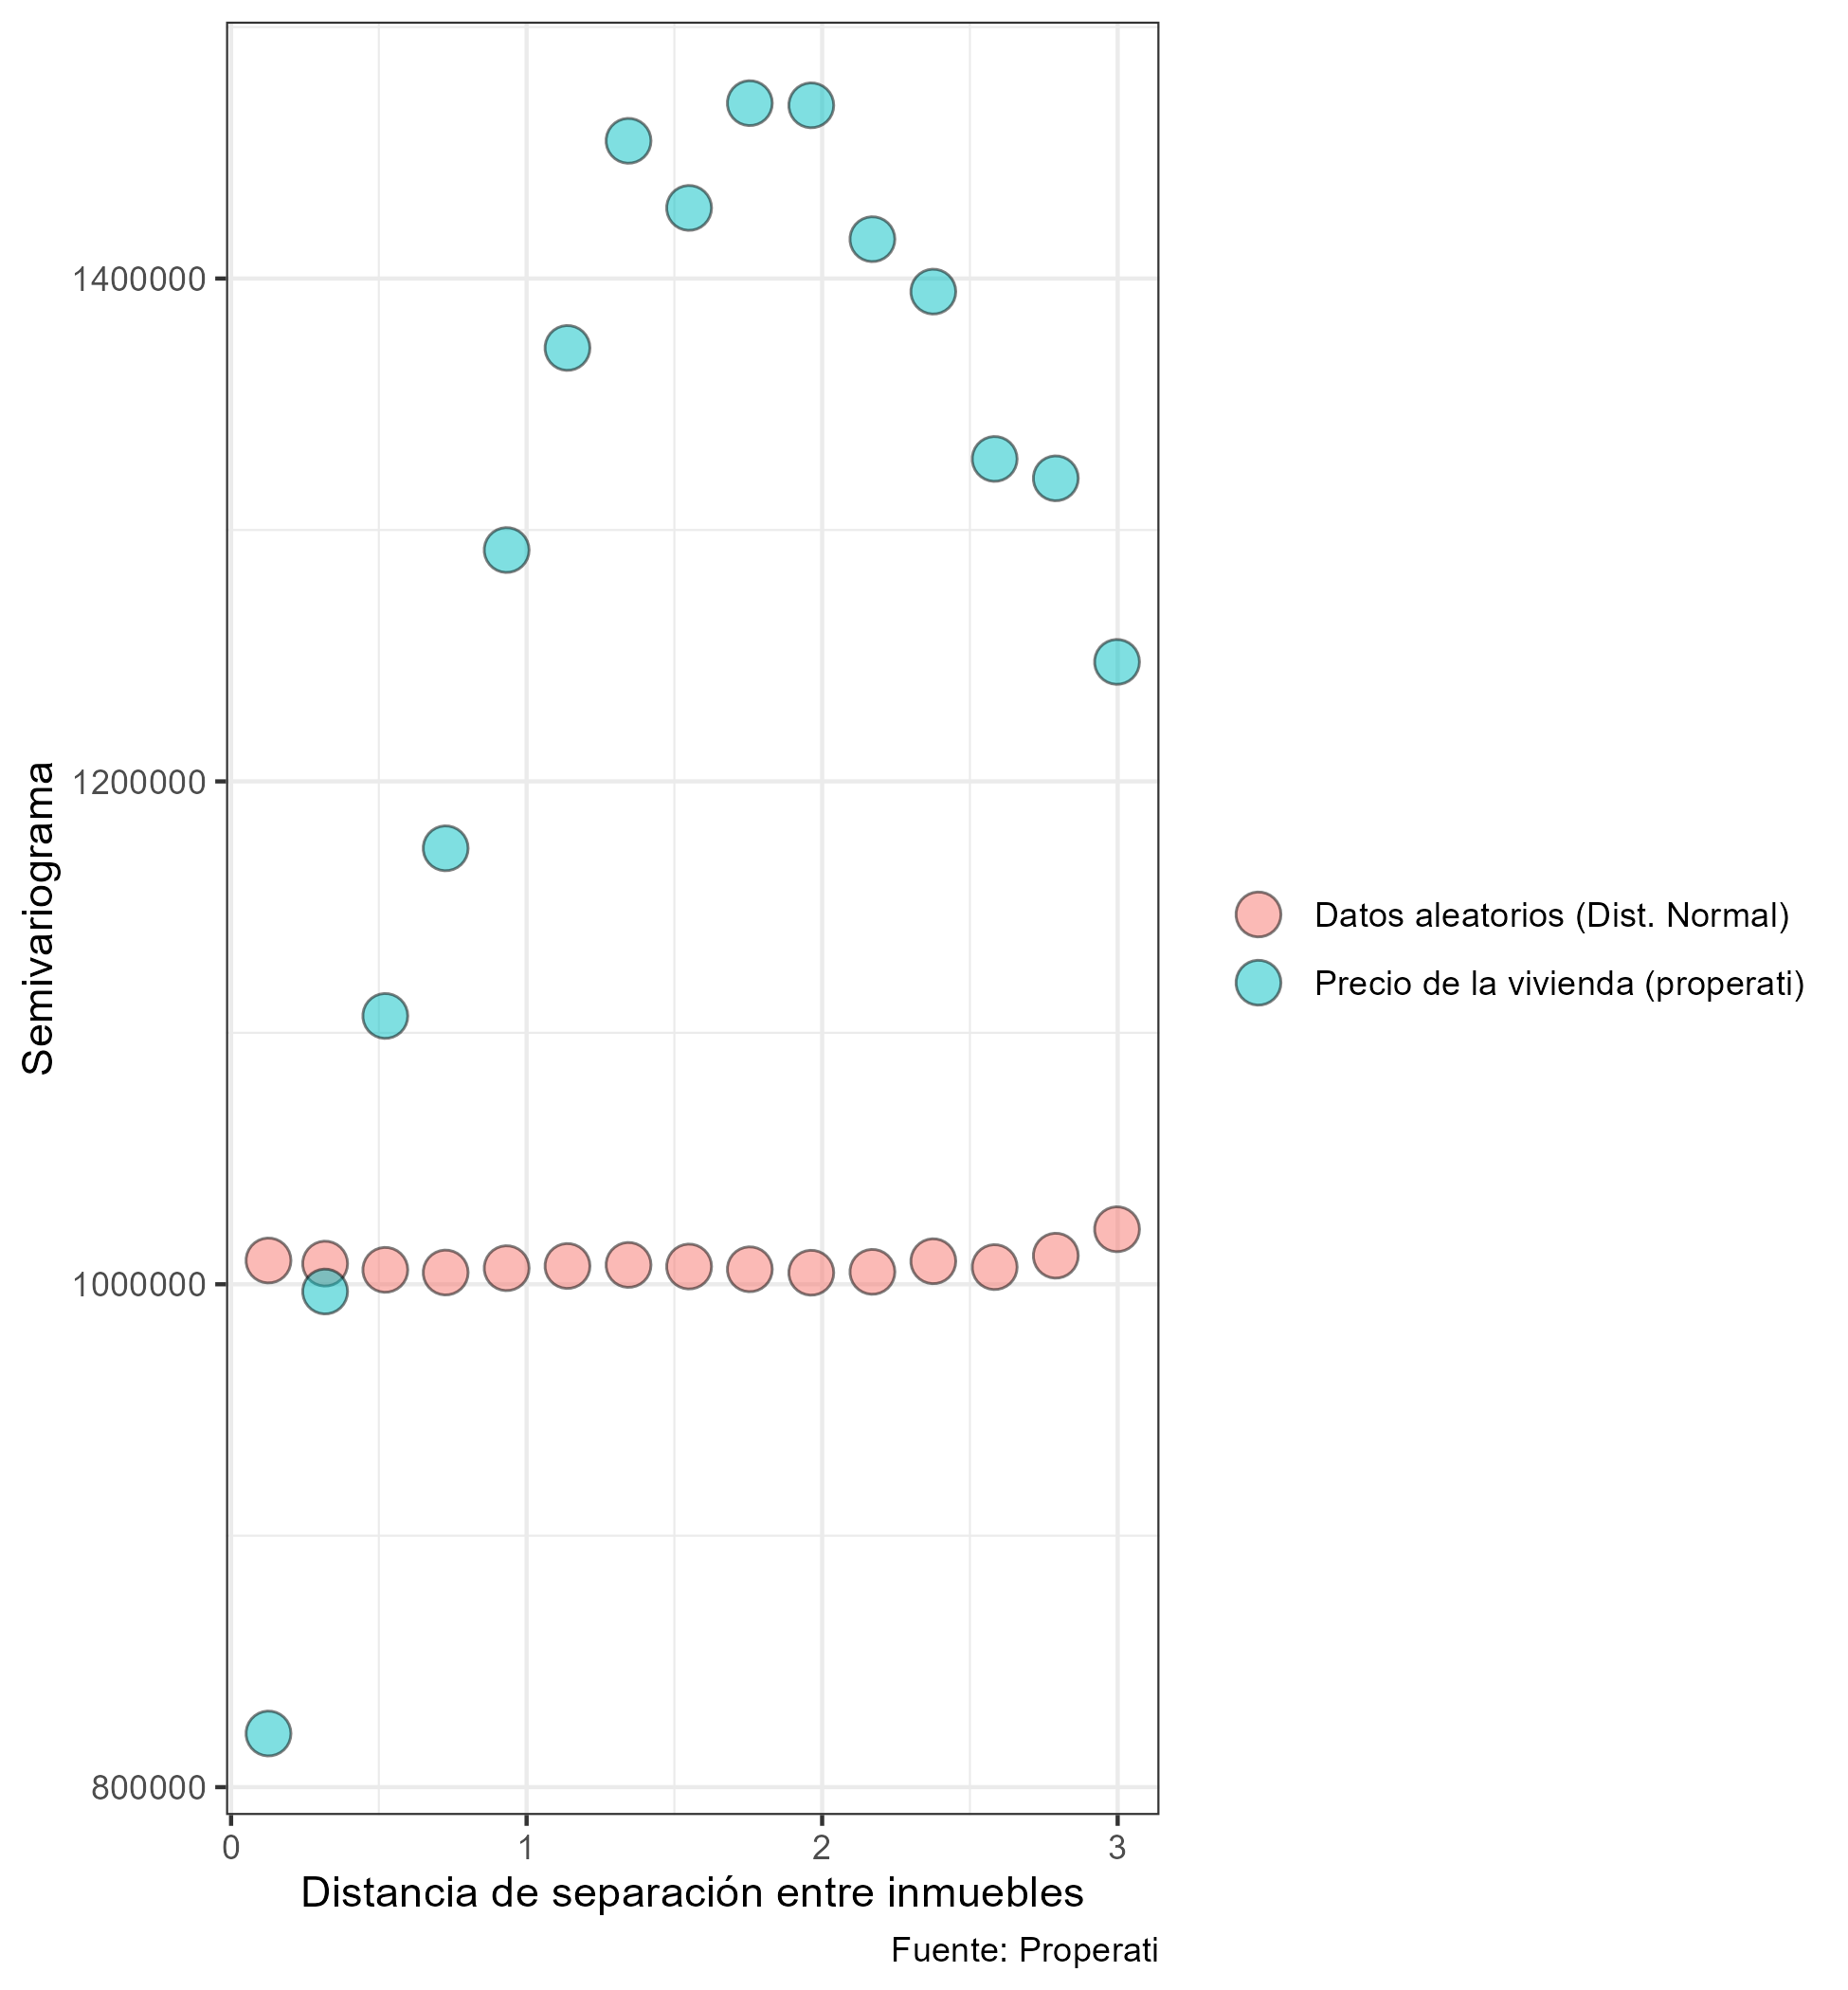 Semivariograma
1400000
1200000
1000000
800000
0 1 2 3
Distancia de separación entre inmuebles
Fuente: Properati
Datos aleatorios (Dist. Normal)
Precio de la vivienda (properati)